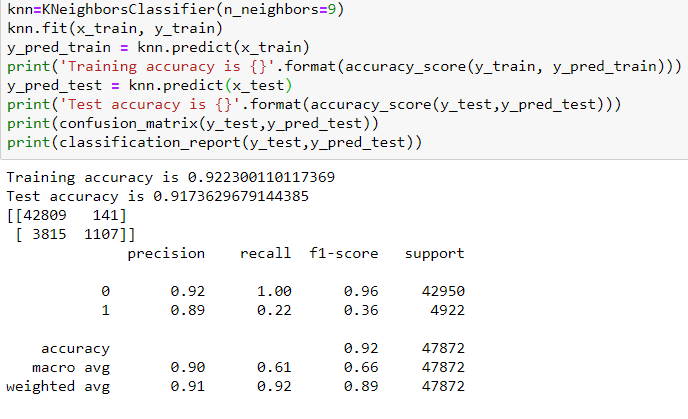 knn=KNeighborsClassifier(n_neighbors=9)
knn.fit(x_train, y_train)
y_pred_train = knn.predict(x_train)
print('Training accuracy is {}'.format(accuracy_score(y_train, y_pred_train)))
y_pred_test = knn.predict(x_test)
print('Test accuracy is {}'.format(accuracy_score(y_test,y_pred_test)))
print(confusion_matrix(y_test,y_pred_test))
print(classification_report(y_test,y_pred_test))
Training accuracy is 0.922300110117369
Test accuracy is 0.9173629679144385
[[42809   141]
 [ 3815  1107]]
              precision    recall  f1-score   support
           0       0.92      1.00      0.96     42950
           1       0.89      0.22      0.36      4922
    accuracy                           0.92     47872
   macro avg       0.90      0.61      0.66     47872
weighted avg       0.91      0.92      0.89     47872